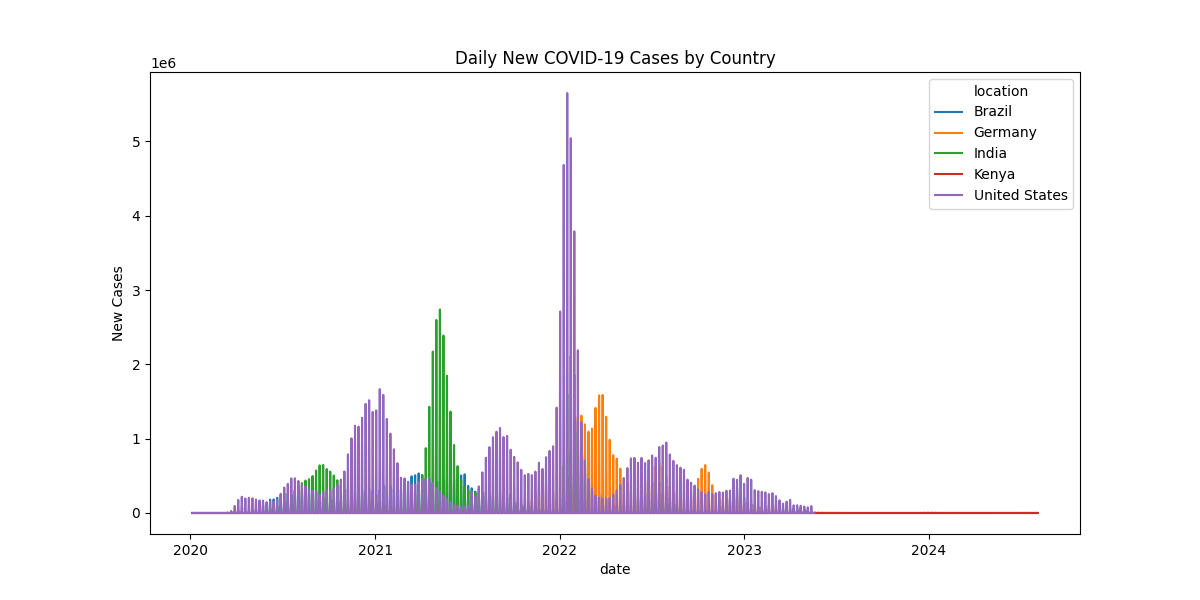 Daily New COVID-19 Cases by Country
1e6
location
Brazil
Germany
India
Kenya
United States
5
4
3
2
1
0
New Cases
2020 2021 2022 2023 2024
date